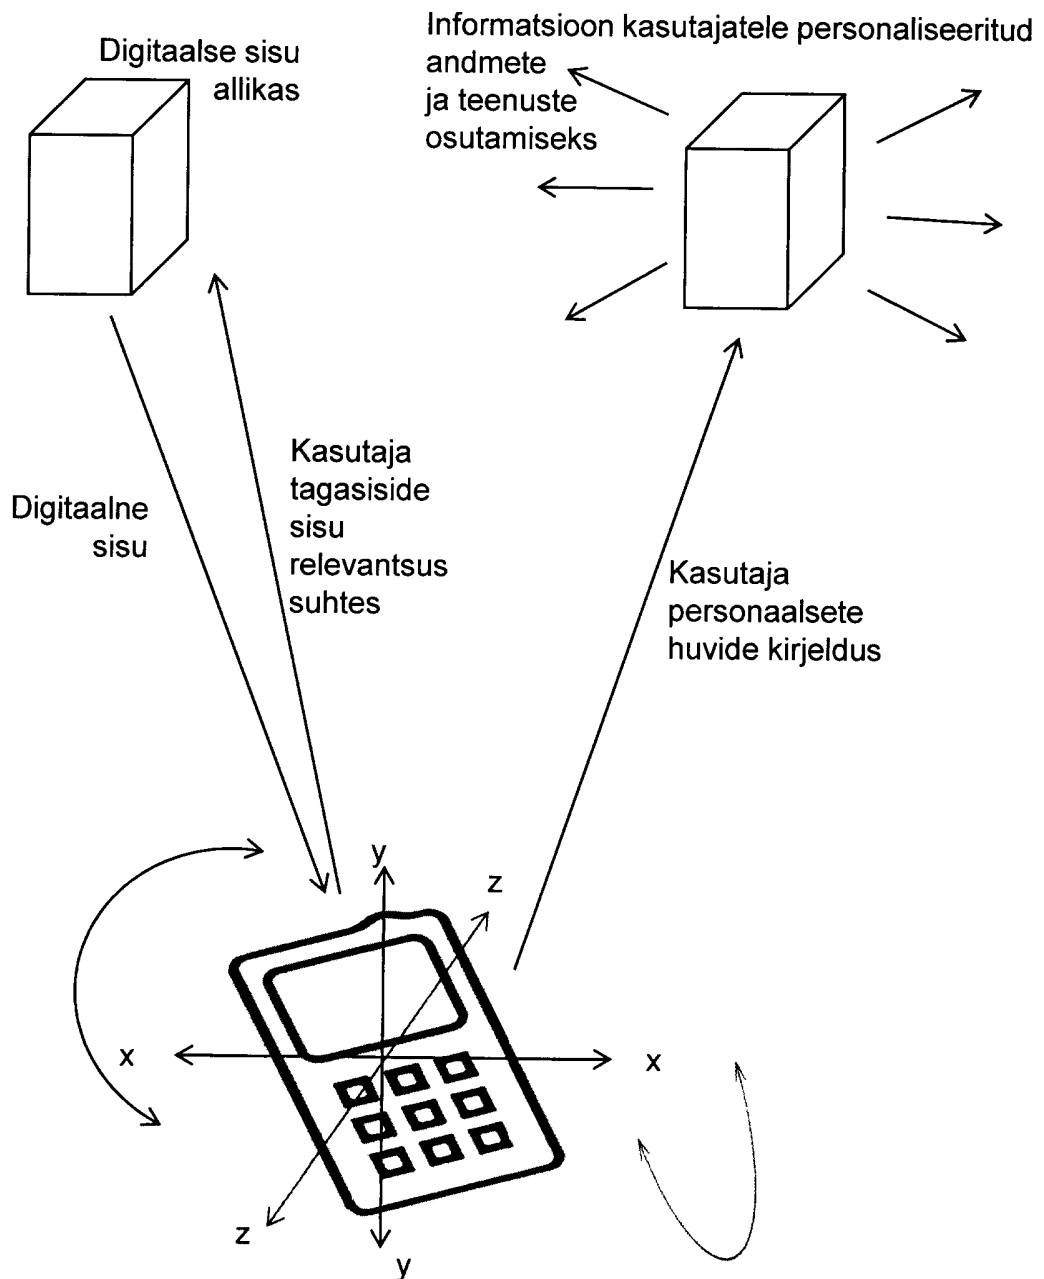 Digitaalse sisu
allikas
Informatsioon kasutajatele personaliseeritud
andmete
ja teenuste
osutamiseks
Digitaalne
sisu
Kasutaja
tagasiside
sisu
relevantsus
suhtes
Kasutaja
personaalsete
huvide kirjeldus
y
z
x
x
z
y